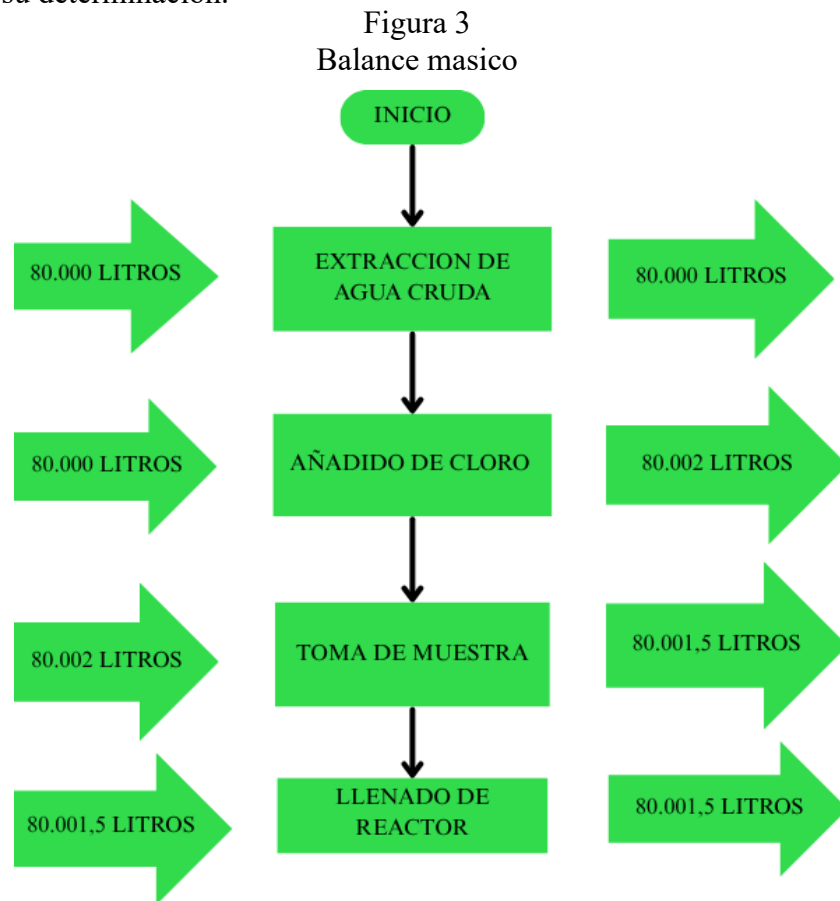 su determinación.
Figura 3
Balance masico
INICIO
80.000 LITROS
EXTRACCION DE
AGUA CRUDA
80.000 LITROS
80.000 LITROS
AÑADIDO DE CLORO
80.002 LITROS
80.002 LITROS
TOMA DE MUESTRA
80.001,5 LITROS
80.001,5 LITROS
LLENADO DE
REACTOR
80.001,5 LITROS